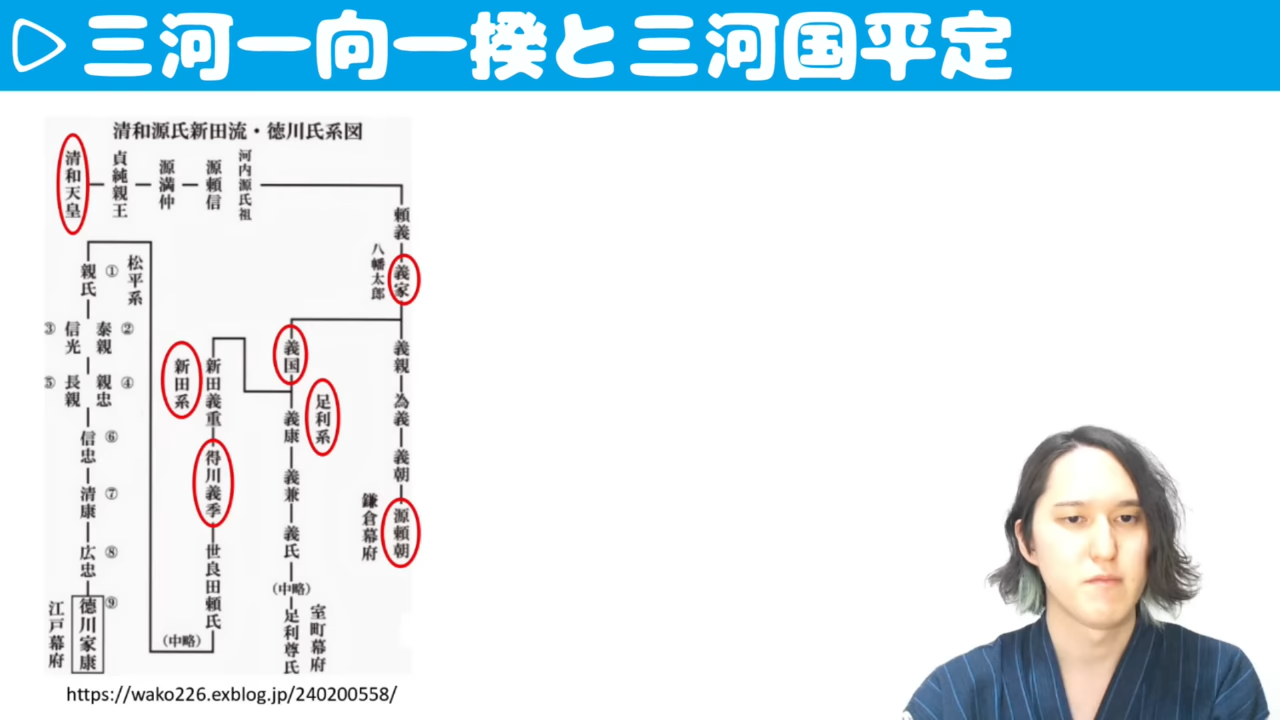 三河一向一揆と三河国平定
清和源氏新田流・徳川氏系図
清和天皇
貞純親王
源満仲
源頼信
河内源氏祖
頼義
八幡太郎
義家
義親
為義
義朝
源頼朝
鎌倉幕府
義国
足利系
義康
義兼
義氏
(中略)
足利尊氏
室町幕府
新田系
新田義重
得川義季
世良田頼氏
(中略)
松平系
①
親氏
②
泰親
③
信光
④
親忠
⑤
長親
⑥
信忠
⑦
清康
⑧
広忠
⑨
徳川家康
江戸幕府
https://wako226.exblog.jp/240200558/